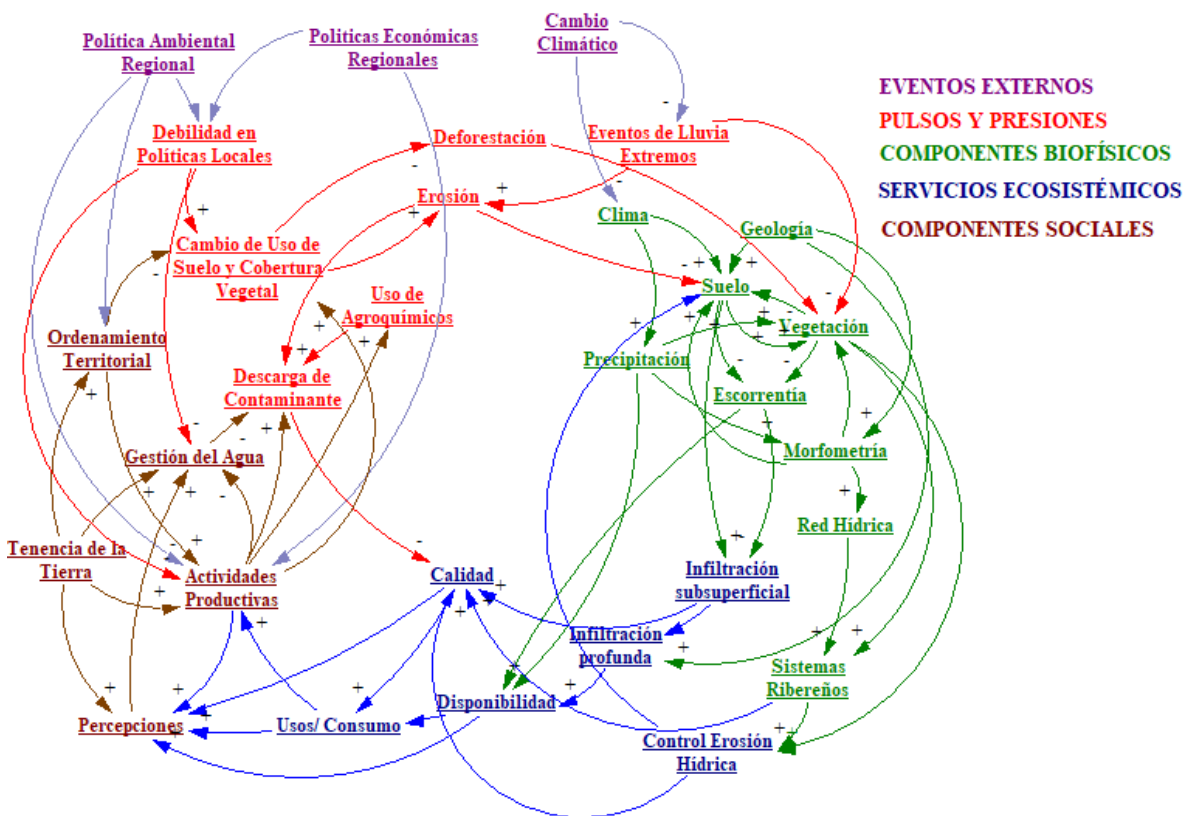 Política Ambiental
Regional
Politicas Económicas
Regionales
Cambio
Climático
EVENTOS EXTERNOS
PULSOS Y PRESIONES
COMPONENTES BIOFÍSICOS
SERVICIOS ECOSISTÉMICOS
COMPONENTES SOCIALES
Debilidad en
Políticas Locales
Deforestación
Eventos de Lluvia
Extremos
Erosión
Clima
Geología
Cambio de Uso de
Suelo y Cobertura
Vegetal
Uso de
Agroquímicos
Suelo
Vegetación
Ordenamiento
Territorial
Precipitación
Descarga de
Contaminante
Escorrentía
Gestión del Agua
Morfometría
Red Hídrica
Tenencia de la
Tierra
Actividades
Productivas
Calidad
Infiltración
subsuperficial
Infiltración
profunda
Sistemas
Ribereños
Percepciones
Usos/ Consumo
Disponibilidad
Control Erosión
Hídrica